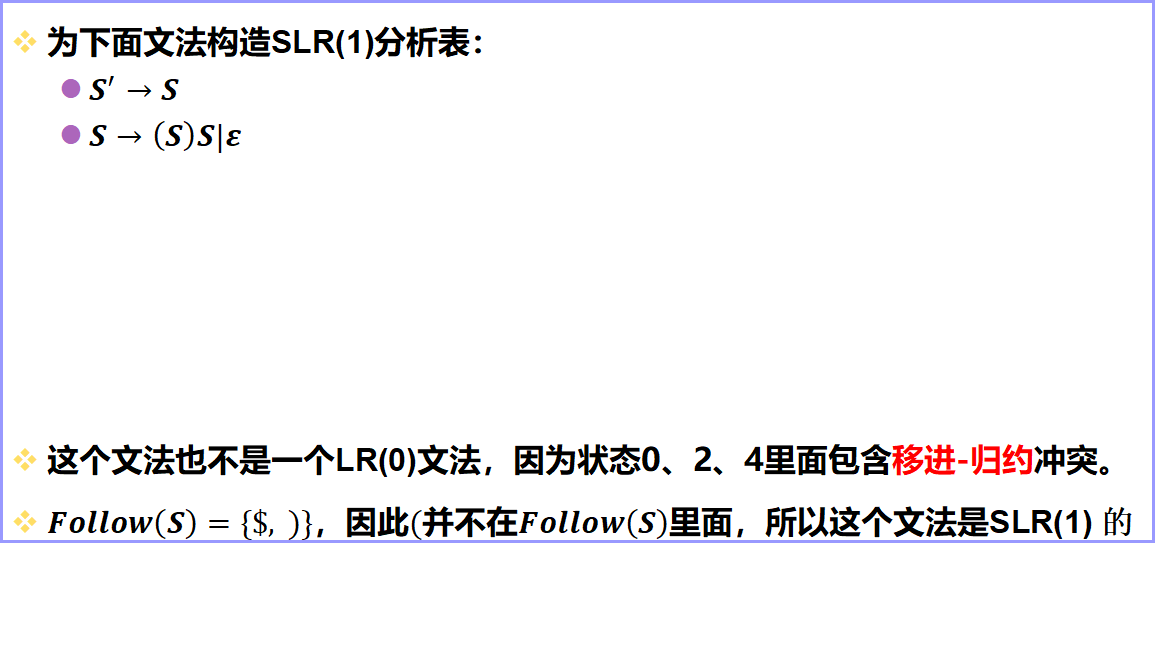 为下面文法构造SLR(1)分析表：
S′ → S
S → (S)S|ε
这个文法也不是一个LR(0)文法，因为状态0、2、4里面包含移进-归约冲突。
Follow(S) = {$, )}，因此(并不在Follow(S)里面，所以这个文法是SLR(1) 的